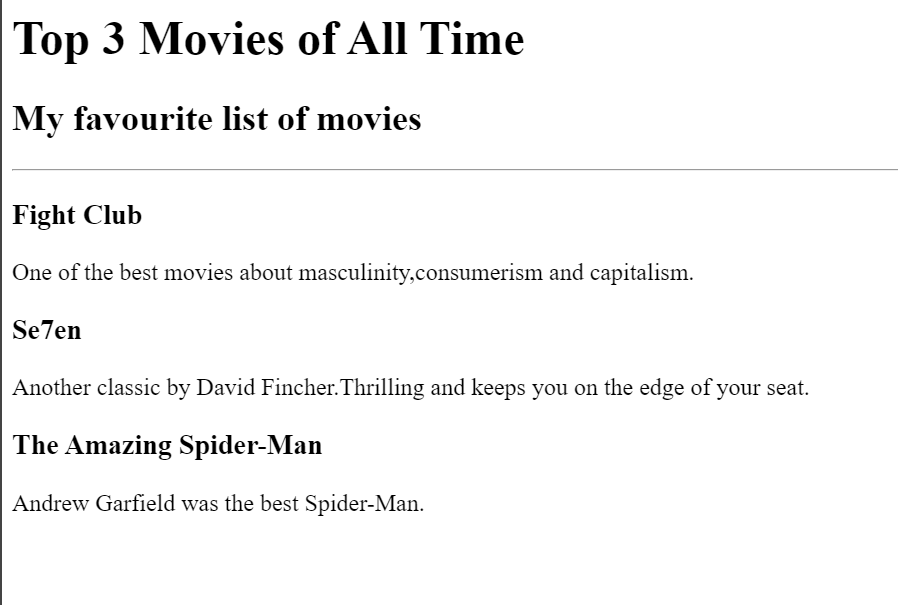 Top 3 Movies of All Time
My favourite list of movies
Fight Club
One of the best movies about masculinity,consumerism and capitalism.
Se7en
Another classic by David Fincher.Thrilling and keeps you on the edge of your seat.
The Amazing Spider-Man
Andrew Garfield was the best Spider-Man.